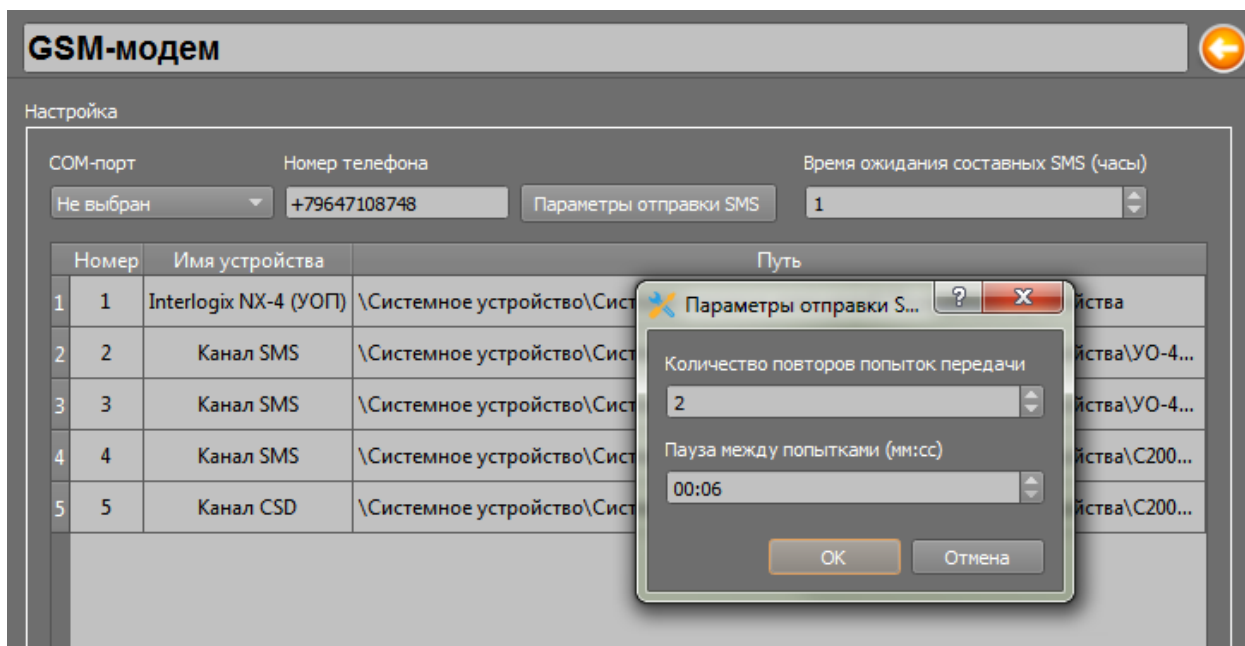 GSM-модем
Настройка
COM-порт Номер телефона Время ожидания составных SMS (часы)
Не выбран +79647108748 Параметры отправки SMS 1
Номер Имя устройства Путь
1 1 Interlogix NX-4 (УОП) \Системное устройство\Сист йства
2 2 Канал SMS \Системное устройство\Сист йства\УО-4...
3 3 Канал SMS \Системное устройство\Сист йства\УО-4...
4 4 Канал SMS \Системное устройство\Сист йства\С200...
5 5 Канал CSD \Системное устройство\Сист йства\С200...
Параметры отправки S... ? x
Количество повторов попыток передачи
2
Пауза между попытками (мм:сс)
00:06
OK Отмена